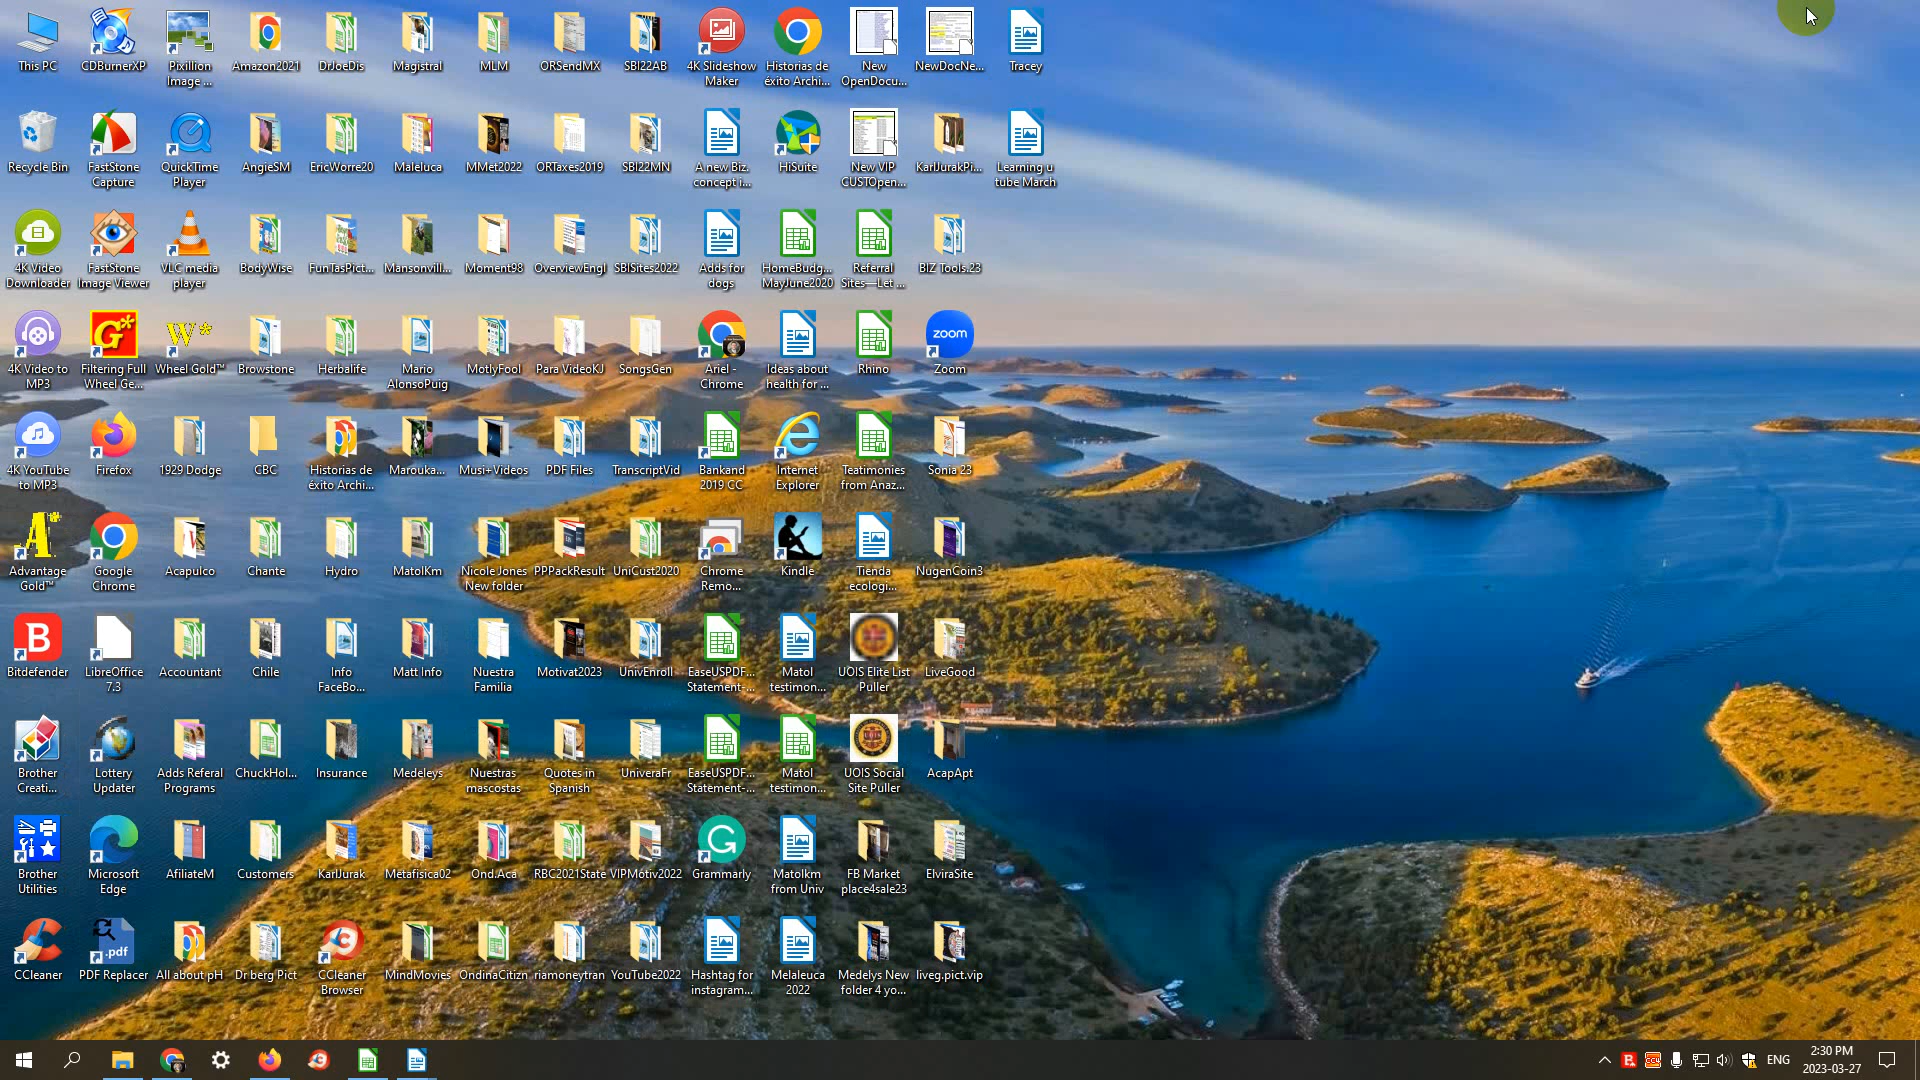 This PC
CDBurnerXP
Pixillion
Image ...
Amazon2021
DrJoeDis
Magistral
MLM
ORSendMX
SBI22AB
4K Slideshow
Maker
Historias de
éxito Archi...
New
OpenDocu...
NewDocNe...
Tracey
Recycle Bin
FastStone
Capture
QuickTime
Player
AngieSM
EricWorre20
Maleluca
MMet2022
ORTaxes2019
SBI22MN
A new Biz.
concept i...
HiSuite
New VIP
CUSTOpen...
KarlJurakPi...
Learning u
tube March
4K Video
Downloader
FastStone
Image Viewer
VLC media
player
BodyWise
FunTasPict...
Mansonvill...
Moment98
OverviewEngl
SBISites2022
Adds for
dogs
HomeBudg...
MayJune2020
Referral
Sites—Let ...
BIZ Tools.23
4K Video to
MP3
Filtering Full
Wheel Ge...
Wheel Gold™
Browstone
Herbalife
Mario
AlonsoPuig
MotlyFool
Para VideoKJ
SongsGen
Ariel -
Chrome
Ideas about
health for ...
Rhino
zoom
Zoom
4K YouTube
to MP3
Firefox
1929 Dodge
CBC
Historias de
éxito Archi...
Marouka...
Musi+Videos
PDF Files
TranscriptVid
Bankand
2019 CC
Internet
Explorer
Teatimonies
from Anaz...
Sonia 23
Advantage
Gold™
Google
Chrome
Acapulco
Chante
Hydro
MatolKm
Nicole Jones
New folder
PPPackResult
UniCust2020
Chrome
Remo...
Kindle
Tienda
ecologi...
NugenCoin3
Bitdefender
LibreOffice
7.3
Accountant
Chile
Info
FaceBo...
Matt Info
Nuestra
Familia
Motivat2023
UnivEnroll
EaseUSPDF...
Statement-...
Matol
testimon...
UOIS Elite List
Puller
LiveGood
Brother
Creati...
Lottery
Updater
Adds Referal
Programs
ChuckHol...
Insurance
Medeleys
Nuestras
mascostas
Quotes in
Spanish
UniveraFr
EaseUSPDF...
Statement-...
Matol
testimon...
UOIS Social
Site Puller
AcapApt
Brother
Utilities
Microsoft
Edge
AfiliateM
Customers
KarlJurak
Metafisica02
Ond.Aca
RBC2021State
VIPMotiv2022
Grammarly
Matolkm
from Univ
FB Market
place4sale23
ElviraSite
CCleaner
PDF Replacer
All about pH
Dr berg Pict
CCleaner
Browser
MindMovies
OndinaCitizn
riamoneytran
YouTube2022
Hashtag for
instagram...
Melaleuca
2022
Medelys New
folder 4 yo...
liveg.pict.vip
ENG
2:30 PM
2023-03-27